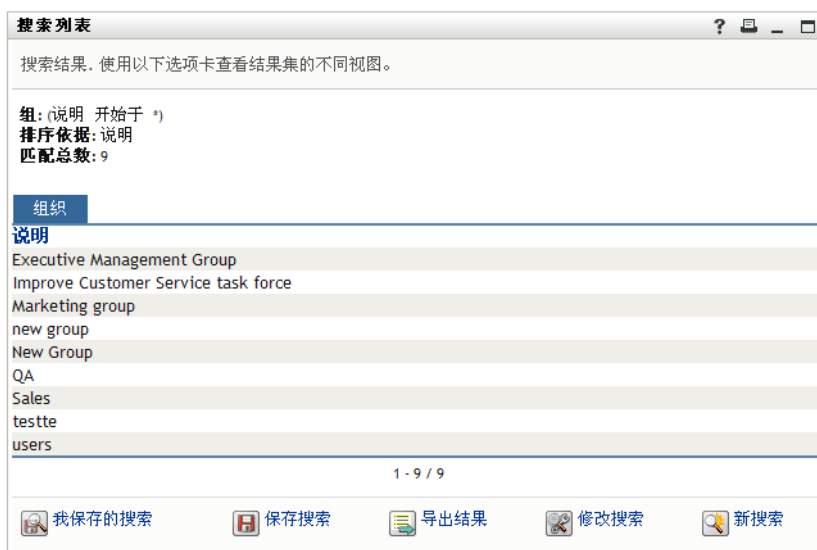 搜索列表
搜索结果. 使用以下选项卡查看结果集的不同视图。
组: (说明 开始于 *)
排序依据: 说明
匹配总数: 9
组织
说明
Executive Management Group
Improve Customer Service task force
Marketing group
new group
New Group
QA
Sales
testte
users
1 - 9 / 9
我保存的搜索 保存搜索 导出结果 修改搜索 新搜索